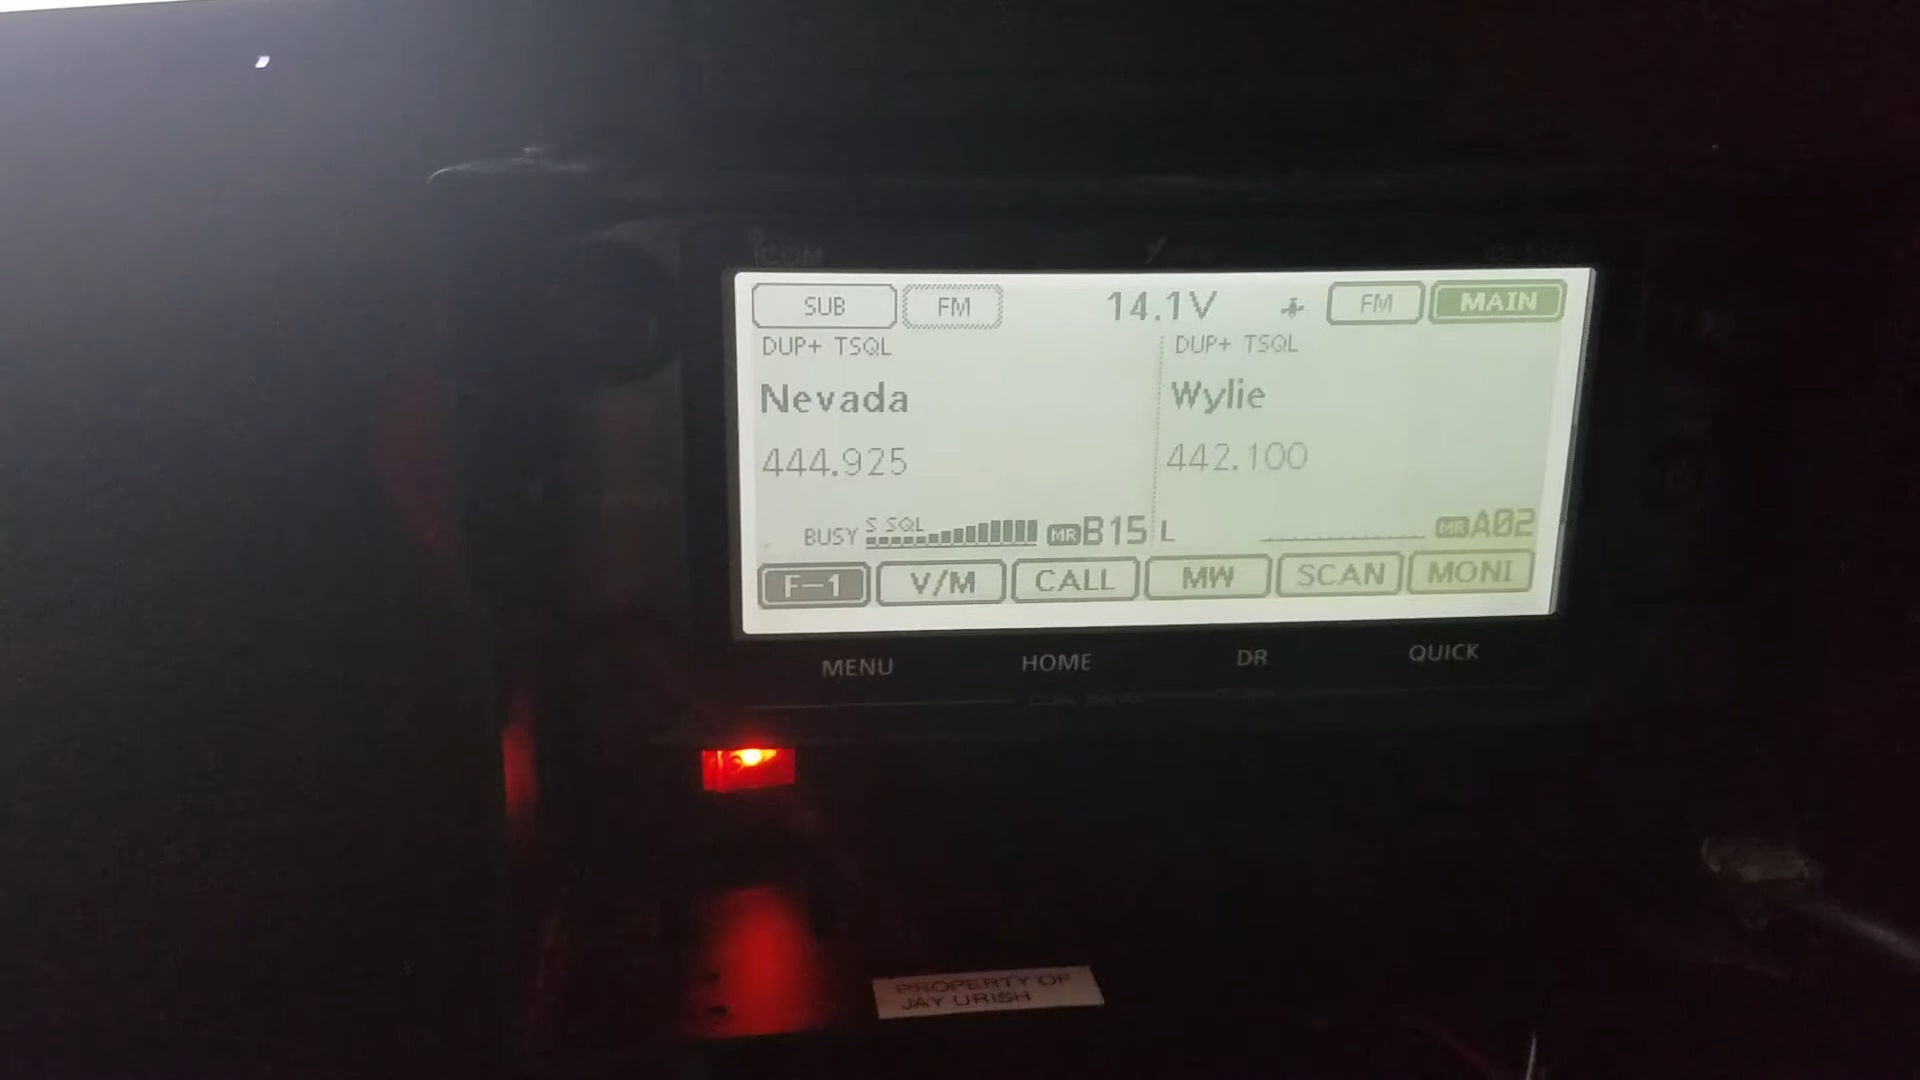 ICOM
SUB FM 14.1V FM MAIN
DUP+ TSQL DUP+ TSQL
Nevada Wylie
444.925 442.100
BUSY S SQL MR B15 L MR A02
F-1 V/M CALL MW SCAN MONI
MENU HOME DR QUICK
PROPERTY OF
JAY URISH